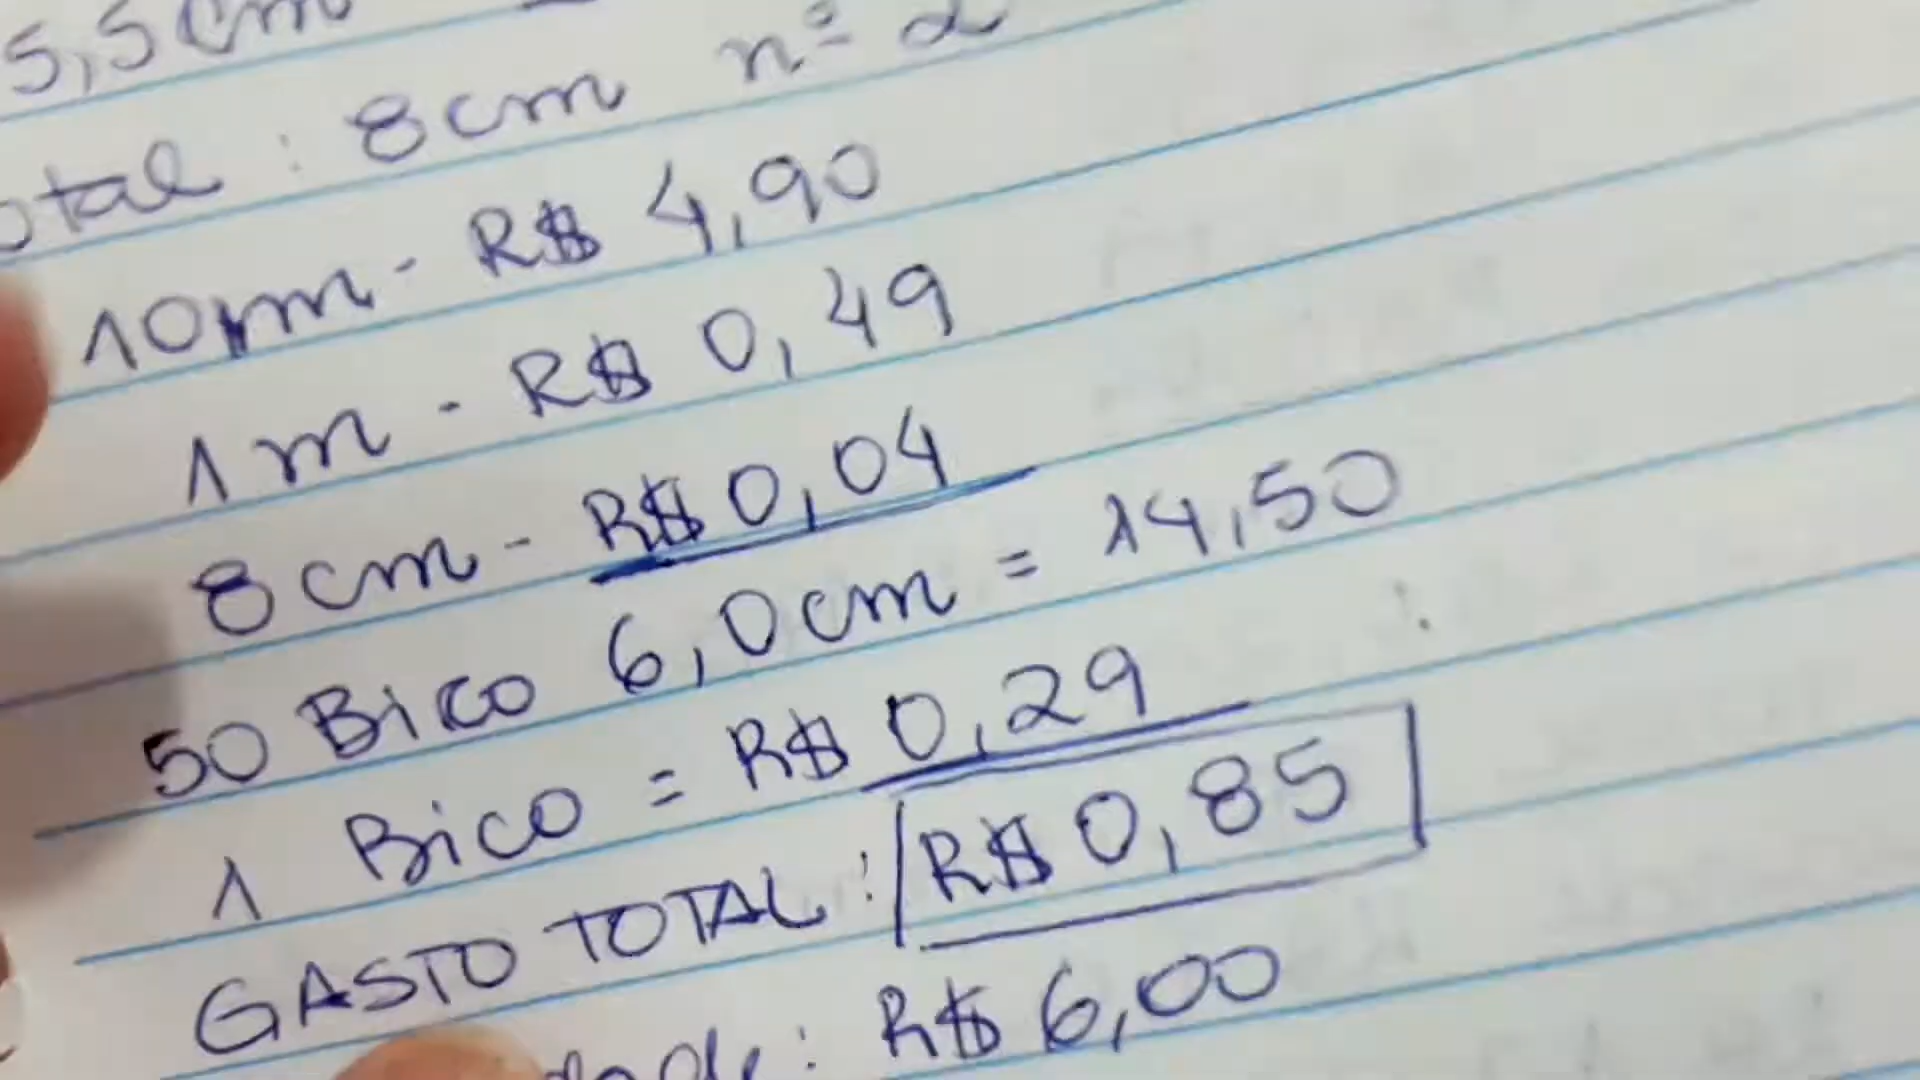 5,5 cm
otal : 8cm nº 2
10m - R$ 4,90
1m - R$ 0,49
8cm - R$ 0,04
50 Bico 6,0cm = 14,50
1 Bico = R$ 0,29
GASTO TOTAL : R$ 0,85
: R$ 6,00